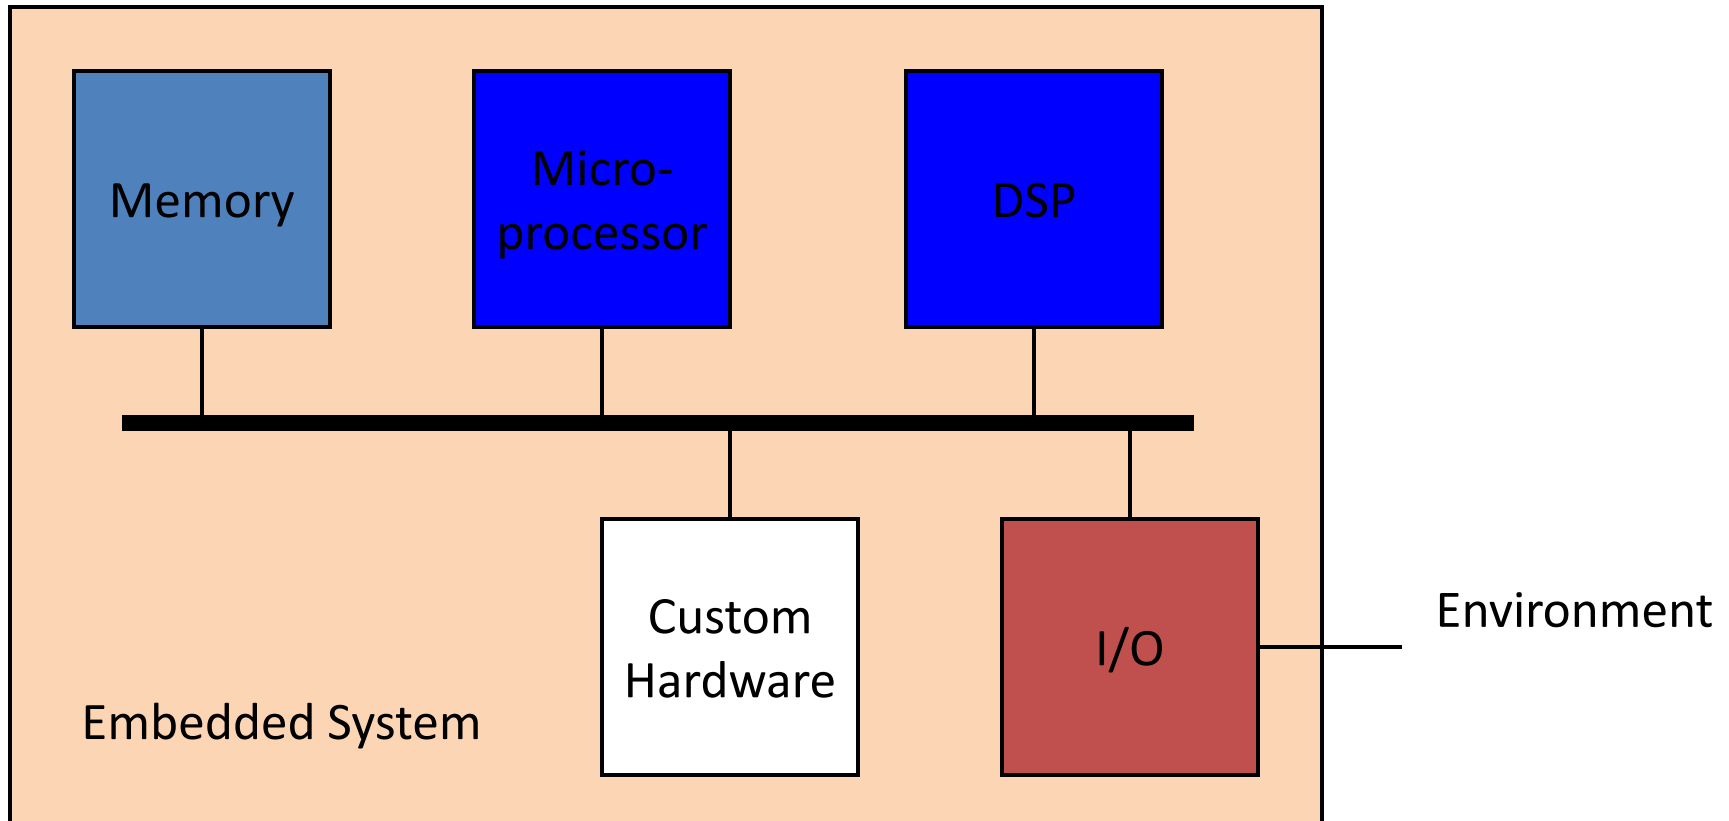 Memory
Micro-
processor
DSP
Custom
Hardware
I/O
Environment
Embedded System